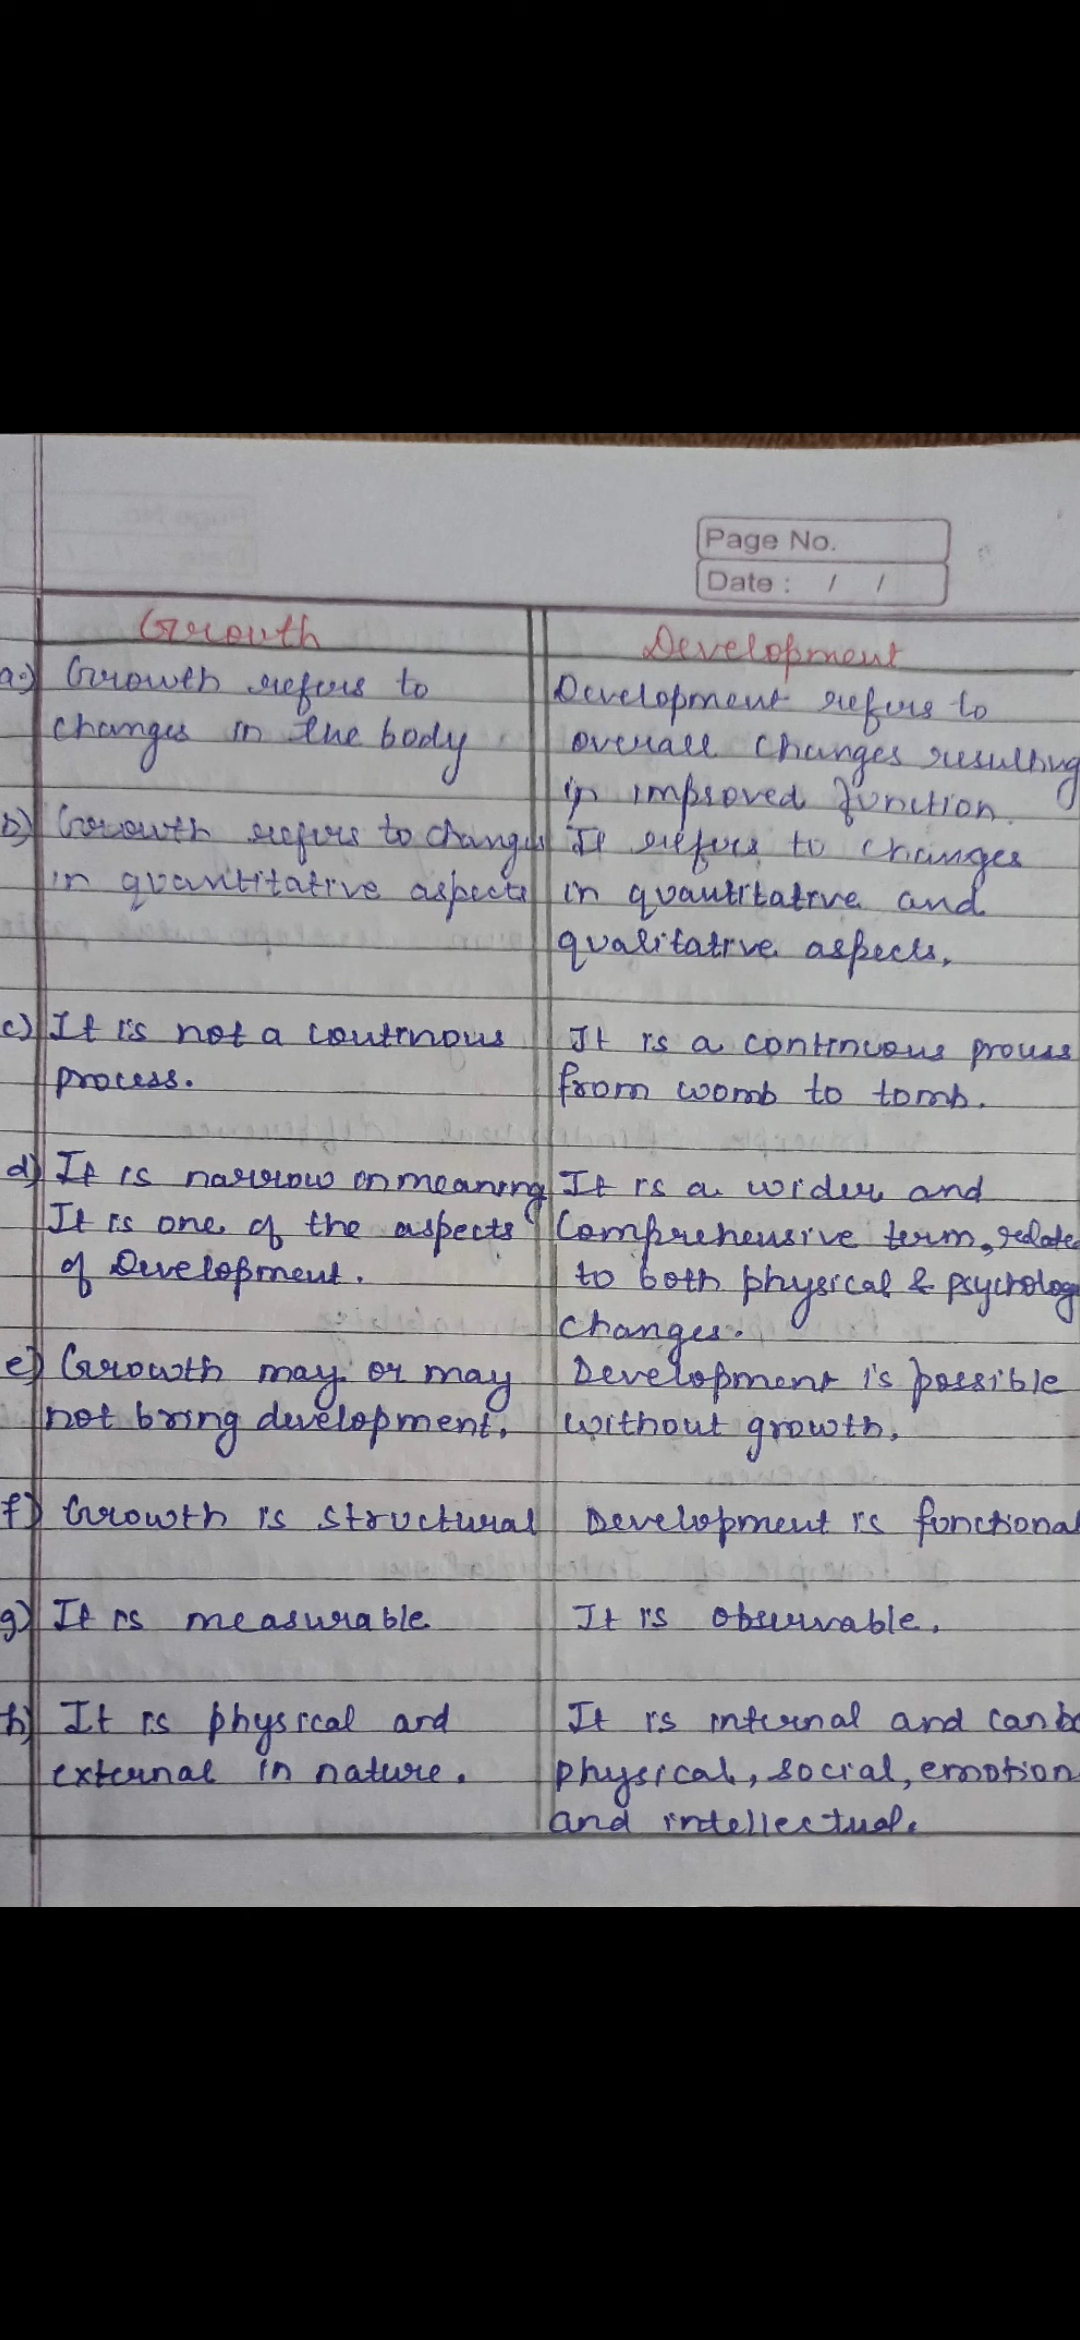 Page No.
Date : / /
Growth
Development
a.) Growth refers to
changes in the body
Development refers to
overall changes resulting
in improved function.
b) Growth refers to changes
in quantitative aspects
It refers to changes
in quantitative and
qualitative aspects.
c) It is not a continous
process.
It is a continuous process
from womb to tomb.
d) It is narrow in meaning
It is one of the aspects
of Development.
It is a wider and
Comprehensive term, relate
to both physical & psycholog
changes.
e) Growth may or may
not bring development.
Development is possible
without growth.
f) Growth is structural
Development is functional
g) It is measurable
It is observable.
h) It is physical and
external in nature.
It is internal and can be
physical, social, emotion
and intellectual.